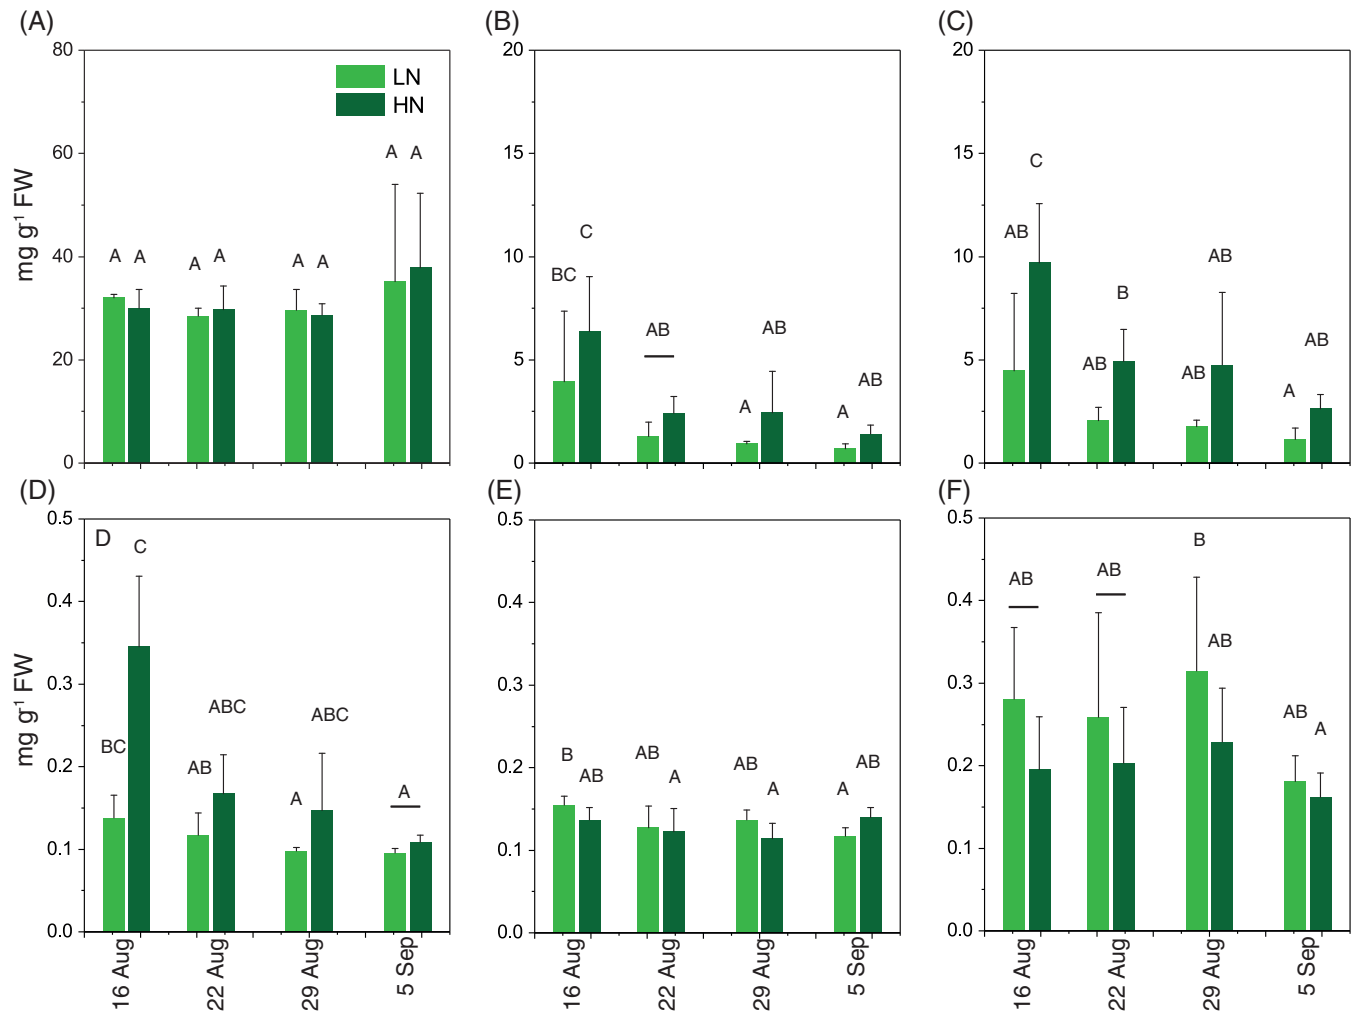 (A)
(B)
(C)
80
60
40
20
0
mg g⁻¹ FW
LN
HN
A A
A A
A A
A A
20
15
10
5
0
BC C
AB
A AB
A AB
20
15
10
5
0
AB C
AB B
AB AB
A AB
(D)
(E)
(F)
0.5
0.4
0.3
0.2
0.1
0.0
mg g⁻¹ FW
D
BC C
AB ABC
A ABC
A
16 Aug
22 Aug
29 Aug
5 Sep
0.5
0.4
0.3
0.2
0.1
0.0
B AB
AB A
AB A
A AB
16 Aug
22 Aug
29 Aug
5 Sep
0.5
0.4
0.3
0.2
0.1
0.0
AB
AB
B AB
AB A
16 Aug
22 Aug
29 Aug
5 Sep